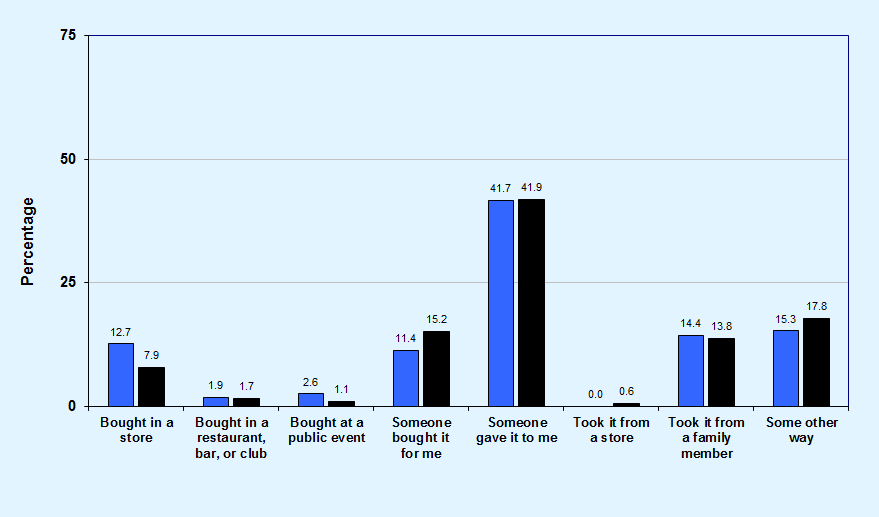 75
50
25
0
Percentage
12.7
7.9
1.9
1.7
2.6
1.1
11.4
15.2
41.7
41.9
0.0
0.6
14.4
13.8
15.3
17.8
Bought in a
store
Bought in a
restaurant,
bar, or club
Bought at a
public event
Someone
bought it
for me
Someone
gave it to me
Took it from
a store
Took it from
a family
member
Some other
way